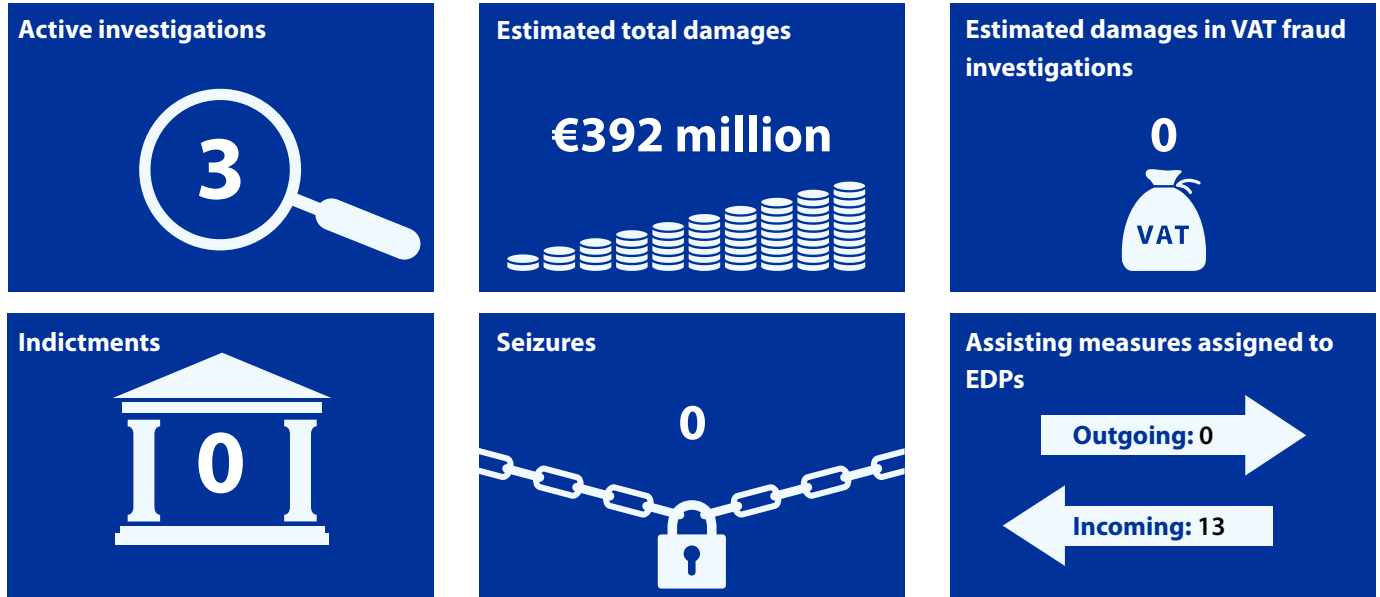 Active investigations
3
Estimated total damages
€392 million
Estimated damages in VAT fraud
investigations
0
VAT
Indictments
0
Seizures
0
Assisting measures assigned to
EDPs
Outgoing: 0
Incoming: 13